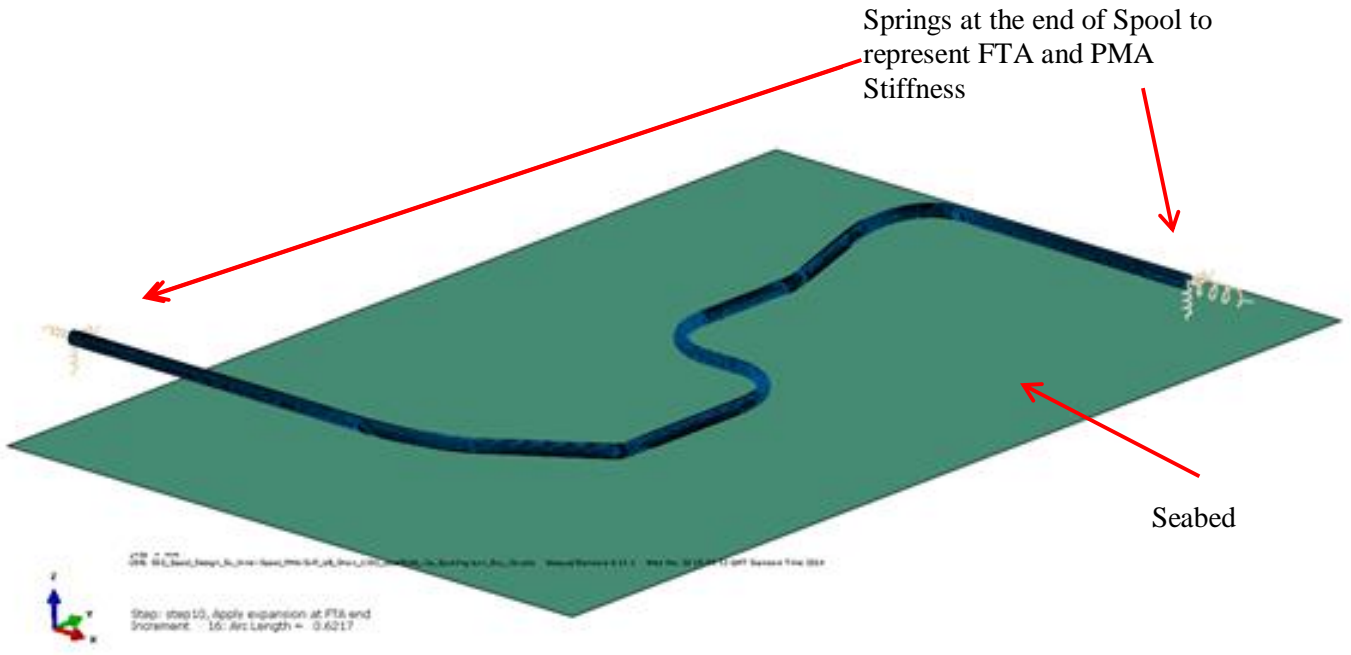 Springs at the end of Spool to
represent FTA and PMA
Stiffness
Seabed
Z
Y
X
Step: step10, Apply expansion at FTA end
Increment 16: Arc Length = 0.6217